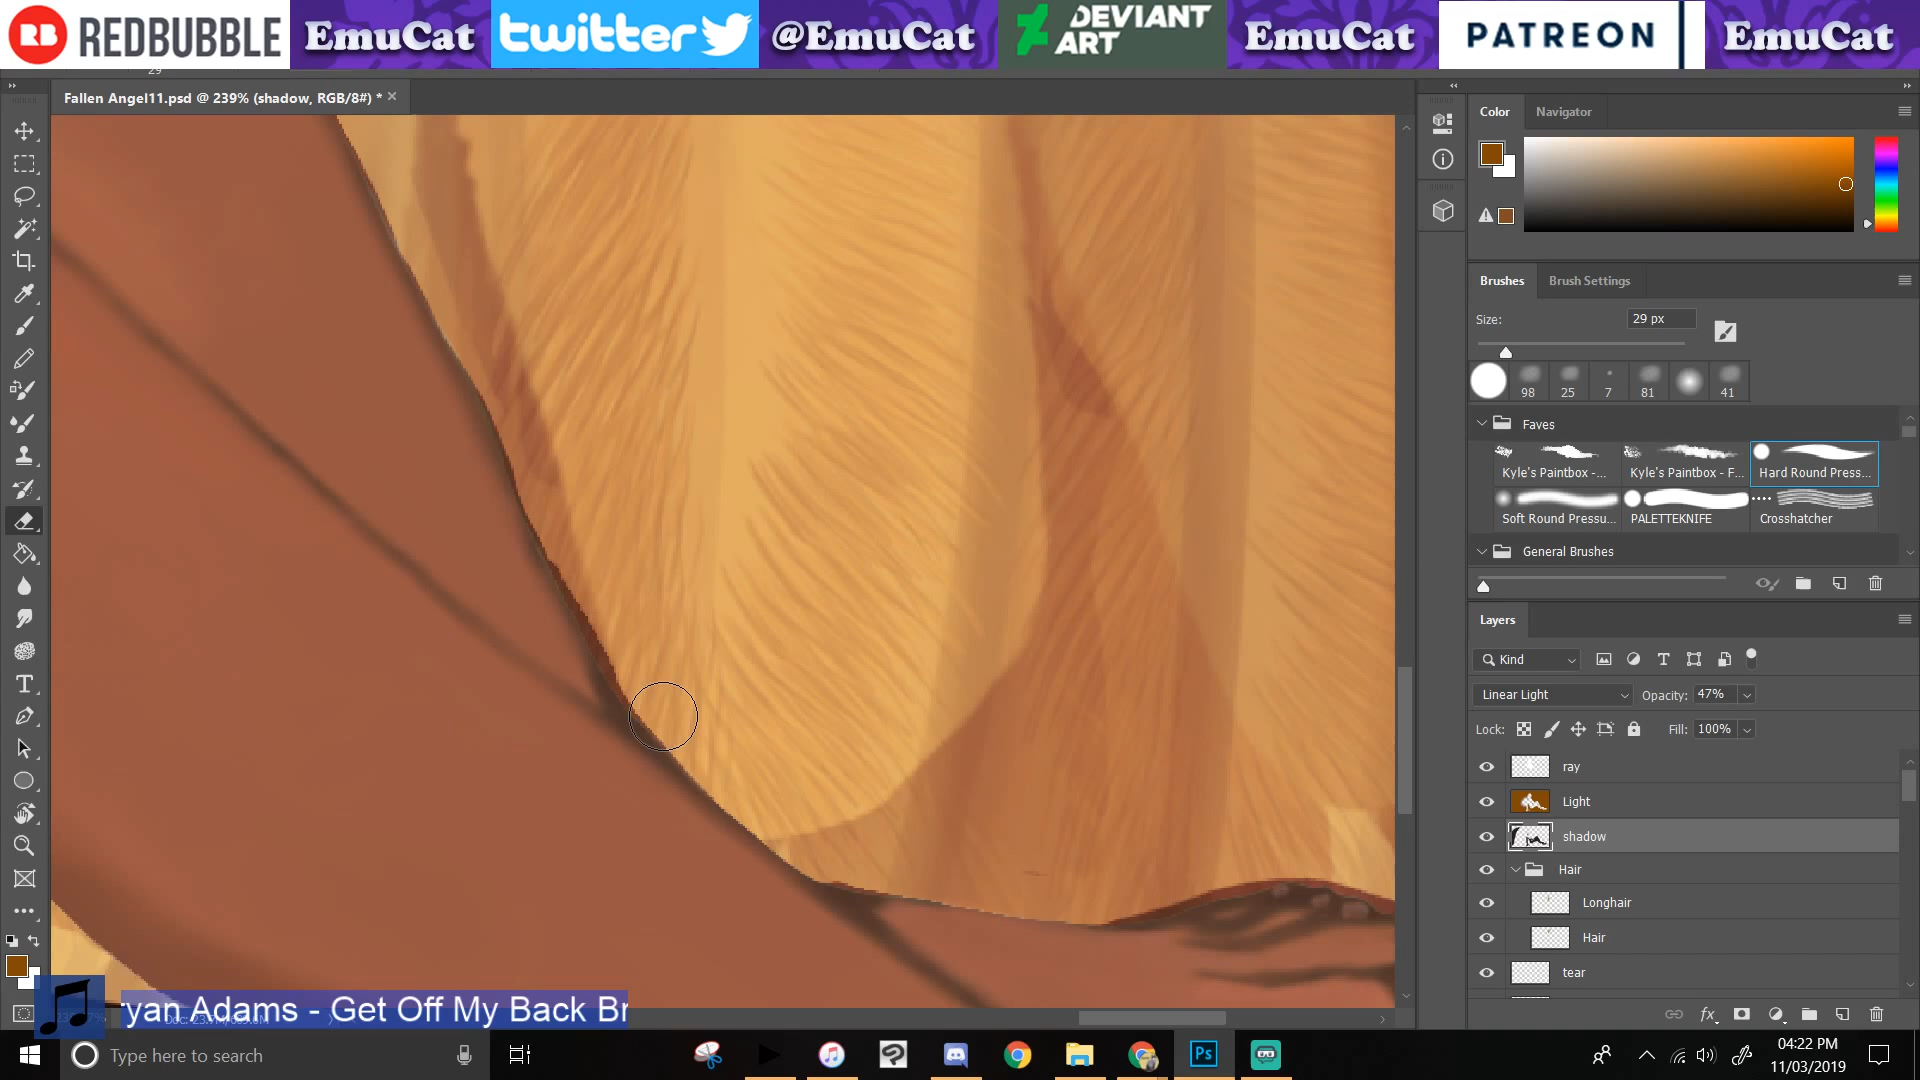 REDBUBBLE EmuCat twitter @EmuCat DEVIANT ART EmuCat PATREON EmuCat
29
Fallen Angel11.psd @ 239% (shadow, RGB/8#) *
Color Navigator
Brushes Brush Settings
Size: 29 px
98 25 7 81 41
Faves
Kyle's Paintbox -... Kyle's Paintbox - F... Hard Round Press...
Soft Round Pressu... PALETTEKNIFE Crosshatcher
General Brushes
Layers
Kind
Linear Light Opacity: 47%
Lock: Fill: 100%
ray
Light
shadow
Hair
Longhair
Hair
tear
ryan Adams - Get Off My Back Br
Type here to search
04:22 PM
11/03/2019